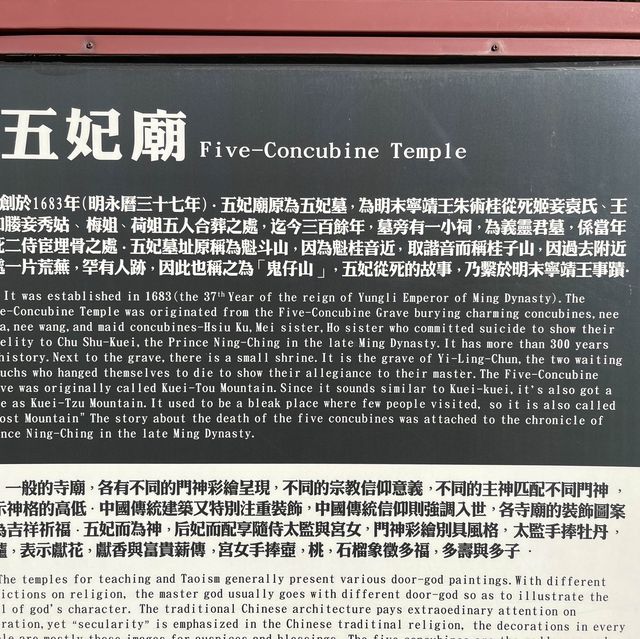 五妃廟 Five-Concubine Temple
創於1683年(明永曆三十七年)．五妃廟原為五妃墓，為明末寧靖王朱術桂從死姬妾袁氏、王
媵妾秀姑、梅姐、荷姐五人合葬之處，迄今三百餘年，墓旁有一小祠，為義靈君墓，係當年
二侍宦埋骨之處．五妃墓址原稱為魁斗山，因為魁桂音近，取諧音而稱桂子山，因過去附近
一片荒蕪，罕有人跡，因此也稱之為「鬼仔山」，五妃從死的故事，乃繫於明末寧靖王事蹟．
It was established in 1683(the 37th Year of the reign of Yungli Emperor of Ming Dynasty). The
e-Concubine Temple was originated from the Five-Concubine Grave burying charming concubines, nee
a, nee wang, and maid concubines-Hsiu Ku, Mei sister, Ho sister who committed suicide to show their
elity to Chu Shu-Kuei, the Prince Ning-Ching in the late Ming Dynasty. It has more than 300 years
history. Next to the grave, there is a small shrine. It is the grave of Yi-Ling-Chun, the two waiting
uchs who hanged themselves to die to show their allegiance to their master. The Five-Concubine
ve was originally called Kuei-Tou Mountain. Since it sounds similar to Kuei-kuei, it's also got a
e as Kuei-Tzu Mountain. It used to be a bleak place where few people visited, so it is also called
ost Mountain" The story about the death of the five concubines was attached to the chronicle of
nce Ning-Ching in the late Ming Dynasty.
一般的寺廟，各有不同的門神彩繪呈現，不同的宗教信仰意義，不同的主神匹配不同門神，
示神格的高低．中國傳統建築又特別注重裝飾，中國傳統信仰則強調入世，各寺廟的裝飾圖案
為吉祥祈福．五妃而為神，后妃而配享隨侍太監與宮女，門神彩繪別具風格，太監手捧牡丹，
爐，表示獻花，獻香與富貴薪傳，宮女手捧壺，桃，石榴象徵多福，多壽與多子．
The temples for teaching and Taoism generally present various door-god paintings. With different
ictions on religion, the master god usually goes with different door-god so as to illustrate the
l of god's character. The traditional Chinese architecture pays extraoedinary attention on
ration, yet "secularity" is emphasized in the Chinese traditinal religion, the decorations in every